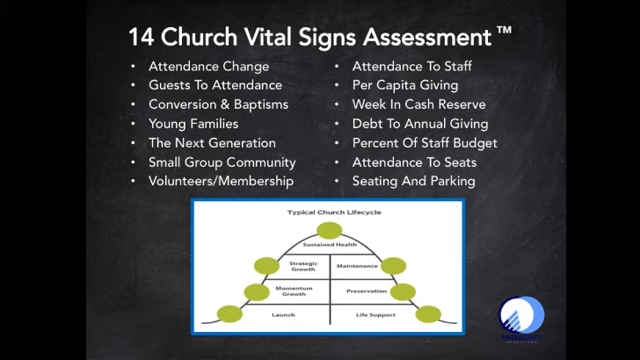 14 Church Vital Signs Assessment™
• Attendance Change
• Guests To Attendance
• Conversion & Baptisms
• Young Families
• The Next Generation
• Small Group Community
• Volunteers/Membership
• Attendance To Staff
• Per Capita Giving
• Week In Cash Reserve
• Debt To Annual Giving
• Percent Of Staff Budget
• Attendance To Seats
• Seating And Parking
Typical Church Lifecycle
Sustained Health
Strategic Growth
Maintenance
Momentum Growth
Preservation
Launch
Life Support